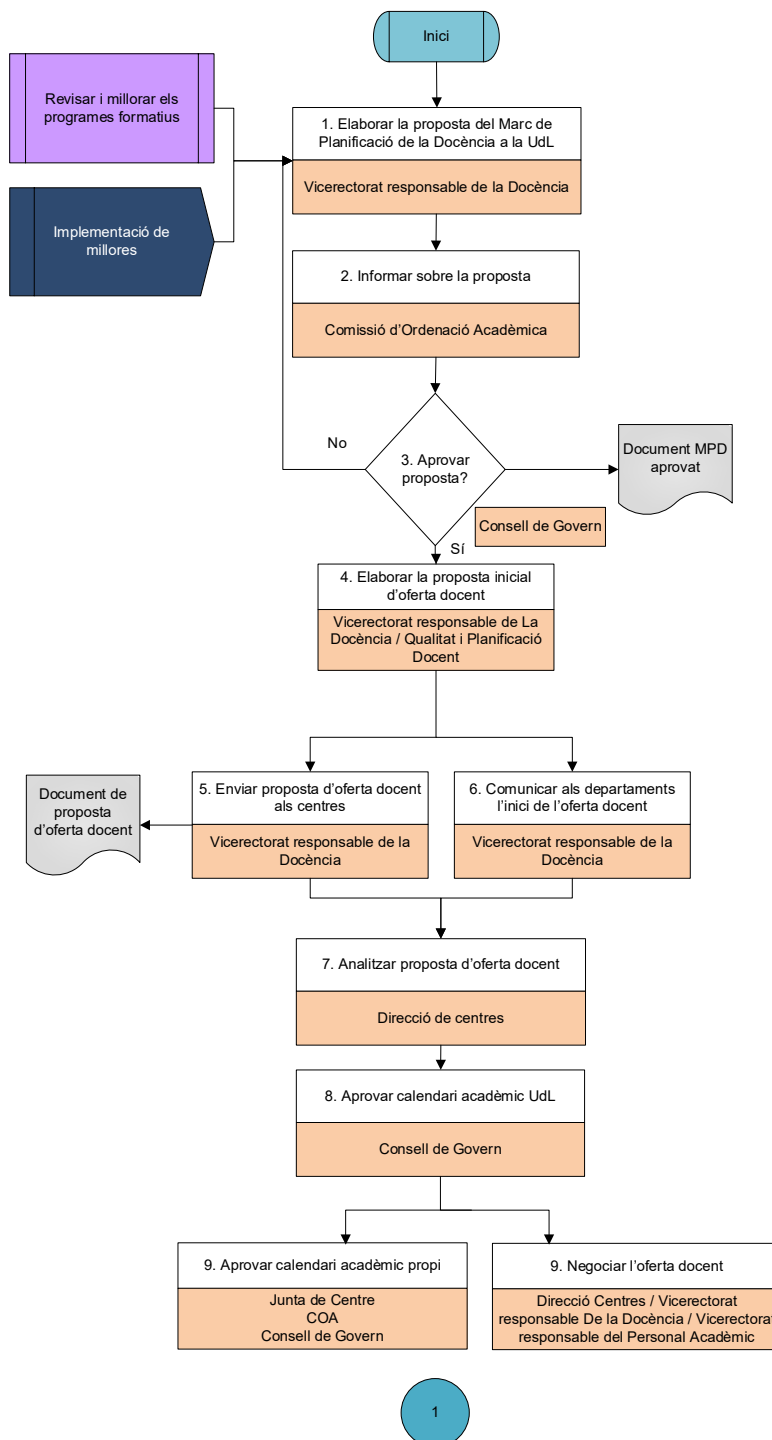 Inici
Revisar i millorar els
programes formatius
1. Elaborar la proposta del Marc de
Planificació de la Docència a la UdL
Vicerectorat responsable de la Docència
Implementació de
millores
2. Informar sobre la proposta
Comissió d’Ordenació Acadèmica
No
3. Aprovar
proposta?
Document MPD
aprovat
Consell de Govern
Sí
4. Elaborar la proposta inicial
d’oferta docent
Vicerectorat responsable de La
Docència / Qualitat i Planificació
Docent
Document de
proposta
d’oferta docent
5. Enviar proposta d’oferta docent
als centres
Vicerectorat responsable de la
Docència
6. Comunicar als departaments
l’inici de l’oferta docent
Vicerectorat responsable de la
Docència
7. Analitzar proposta d’oferta docent
Direcció de centres
8. Aprovar calendari acadèmic UdL
Consell de Govern
9. Aprovar calendari acadèmic propi
Junta de Centre
COA
Consell de Govern
9. Negociar l’oferta docent
Direcció Centres / Vicerectorat
responsable De la Docència / Vicerectorat
responsable del Personal Acadèmic
1